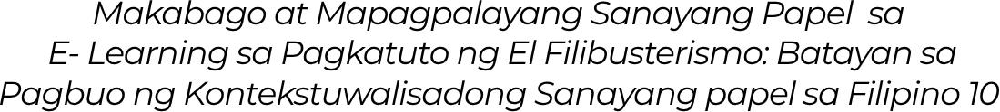 Makabago at Mapagpalayang Sanayang Papel  sa
E- Learning sa Pagkatuto ng El Filibusterismo: Batayan sa
Pagbuo ng Kontekstuwalisadong Sanayang papel sa Filipino 10